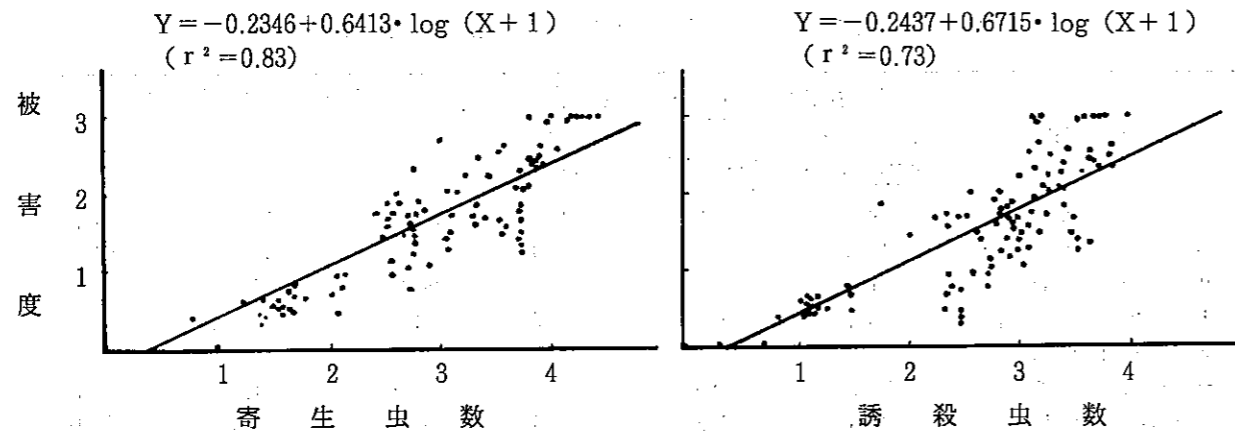 Y=−0.2346+0.6413・log (X+1)
( r ²=0.83)
被害度
3
2
1
1 2 3 4
寄生虫数
Y=−0.2437+0.6715・log (X+1)
( r ²=0.73)
1 2 3 4
誘殺虫数